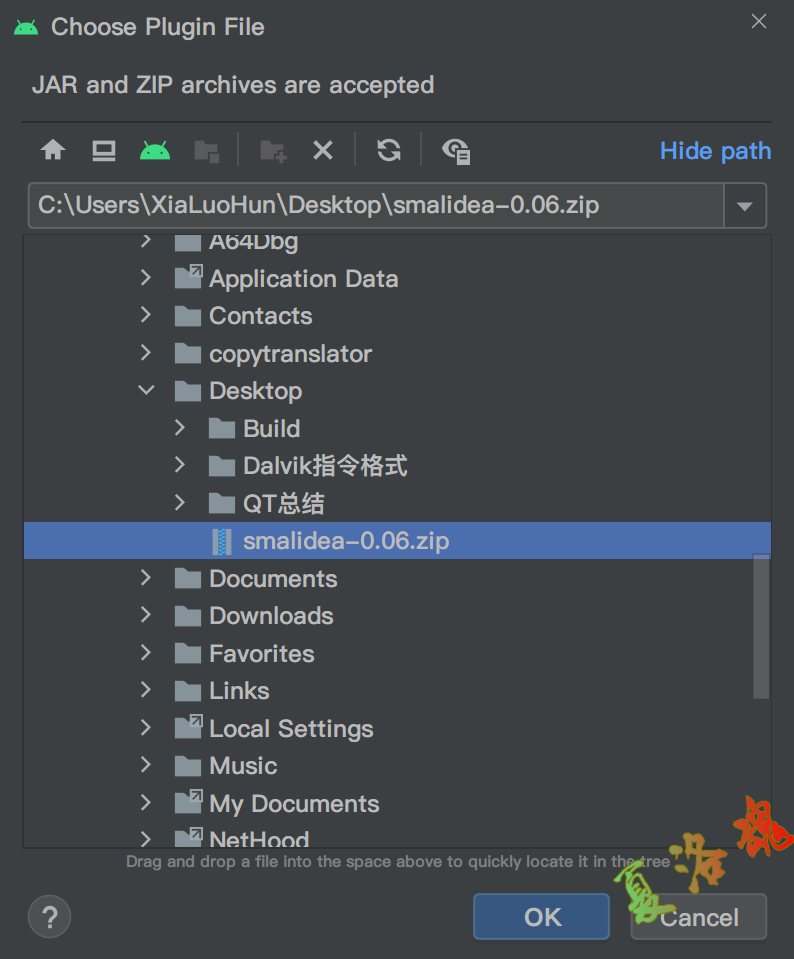 Choose Plugin File
JAR and ZIP archives are accepted
Hide path
C:\Users\XiaLuoHun\Desktop\smalidea-0.06.zip
A64Dbg
Application Data
Contacts
copytranslator
Desktop
Build
Dalvik指令格式
QT总结
smalidea-0.06.zip
Documents
Downloads
Favorites
Links
Local Settings
Music
My Documents
NetHood
Drag and drop a file into the space above to quickly locate it in the tree
?
OK
Cancel
夏洛魂